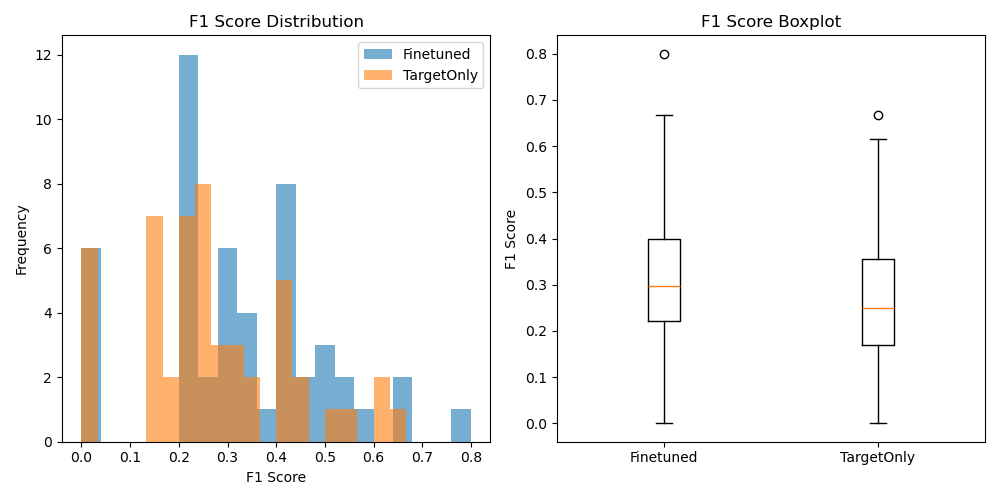 F1 Score Distribution
Finetuned
TargetOnly
12
10
8
6
4
2
0
Frequency
0.0 0.1 0.2 0.3 0.4 0.5 0.6 0.7 0.8
F1 Score
F1 Score Boxplot
0.8
0.7
0.6
0.5
0.4
0.3
0.2
0.1
0.0
F1 Score
Finetuned TargetOnly